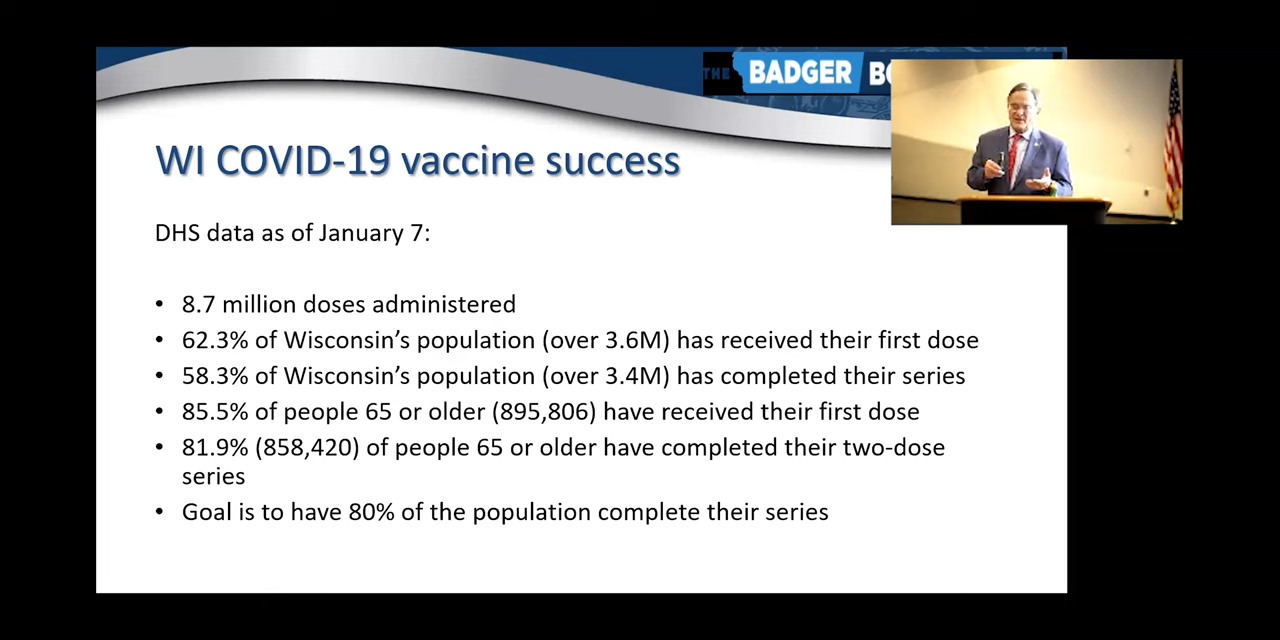 THE BADGER
WI COVID-19 vaccine success
DHS data as of January 7:
• 8.7 million doses administered
• 62.3% of Wisconsin’s population (over 3.6M) has received their first dose
• 58.3% of Wisconsin’s population (over 3.4M) has completed their series
• 85.5% of people 65 or older (895,806) have received their first dose
• 81.9% (858,420) of people 65 or older have completed their two-dose
series
• Goal is to have 80% of the population complete their series